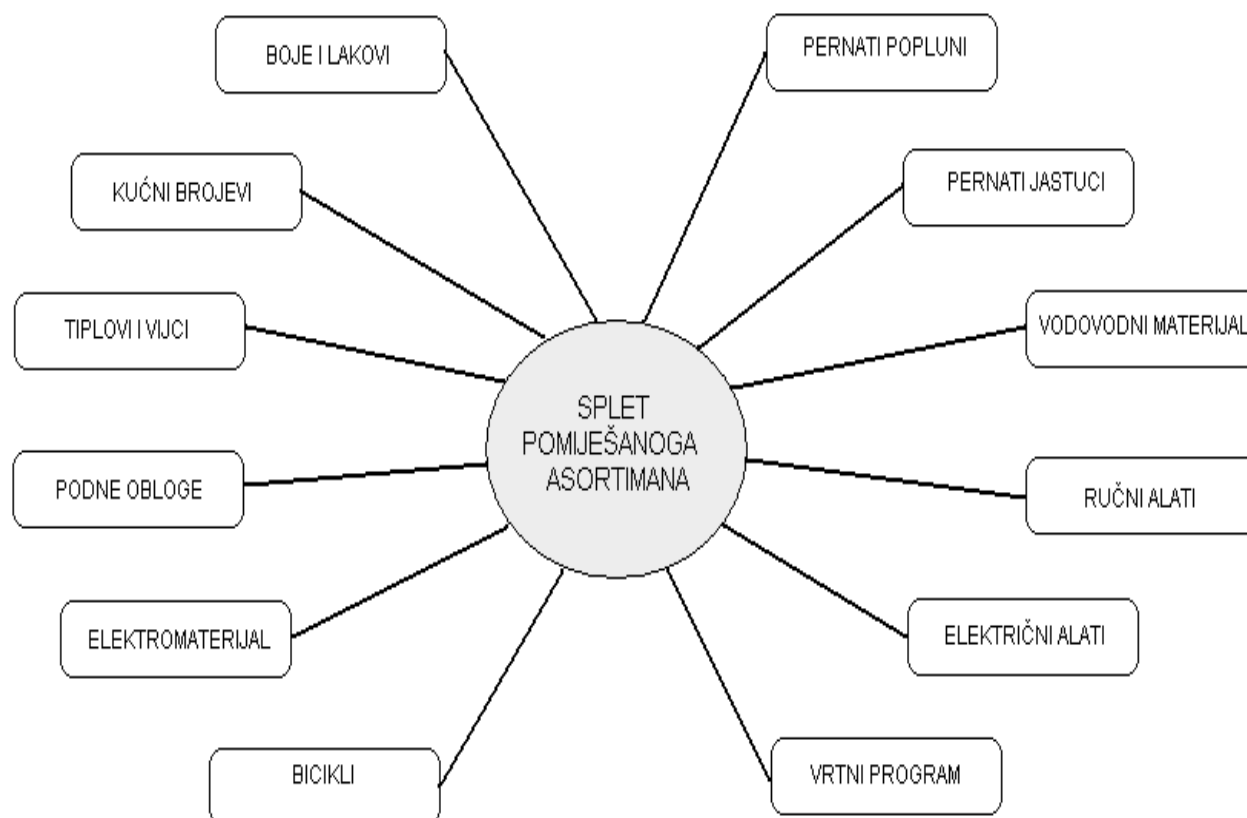 BOJE I LAKOVI
PERNATI POPLUNI
KUĆNI BROJEVI
PERNATI JASTUCI
TIPLOVI I VIJCI
VODOVODNI MATERIJAL
SPLET
POMIJEŠANOGA
ASORTIMANA
PODNE OBLOGE
RUČNI ALATI
ELEKTROMATERIJAL
ELEKTRIČNI ALATI
BICIKLI
VRTNI PROGRAM